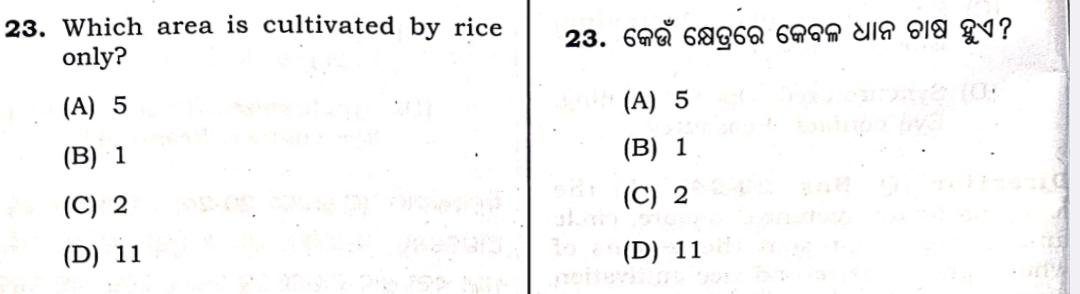 23. Which area is cultivated by rice
only?
(A) 5
(B) 1
(C) 2
(D) 11
23. କେଉଁ କ୍ଷେତ୍ରରେ କେବଳ ଧାନ ଚାଷ ହୁଏ?
(A) 5
(B) 1
(C) 2
(D) 11